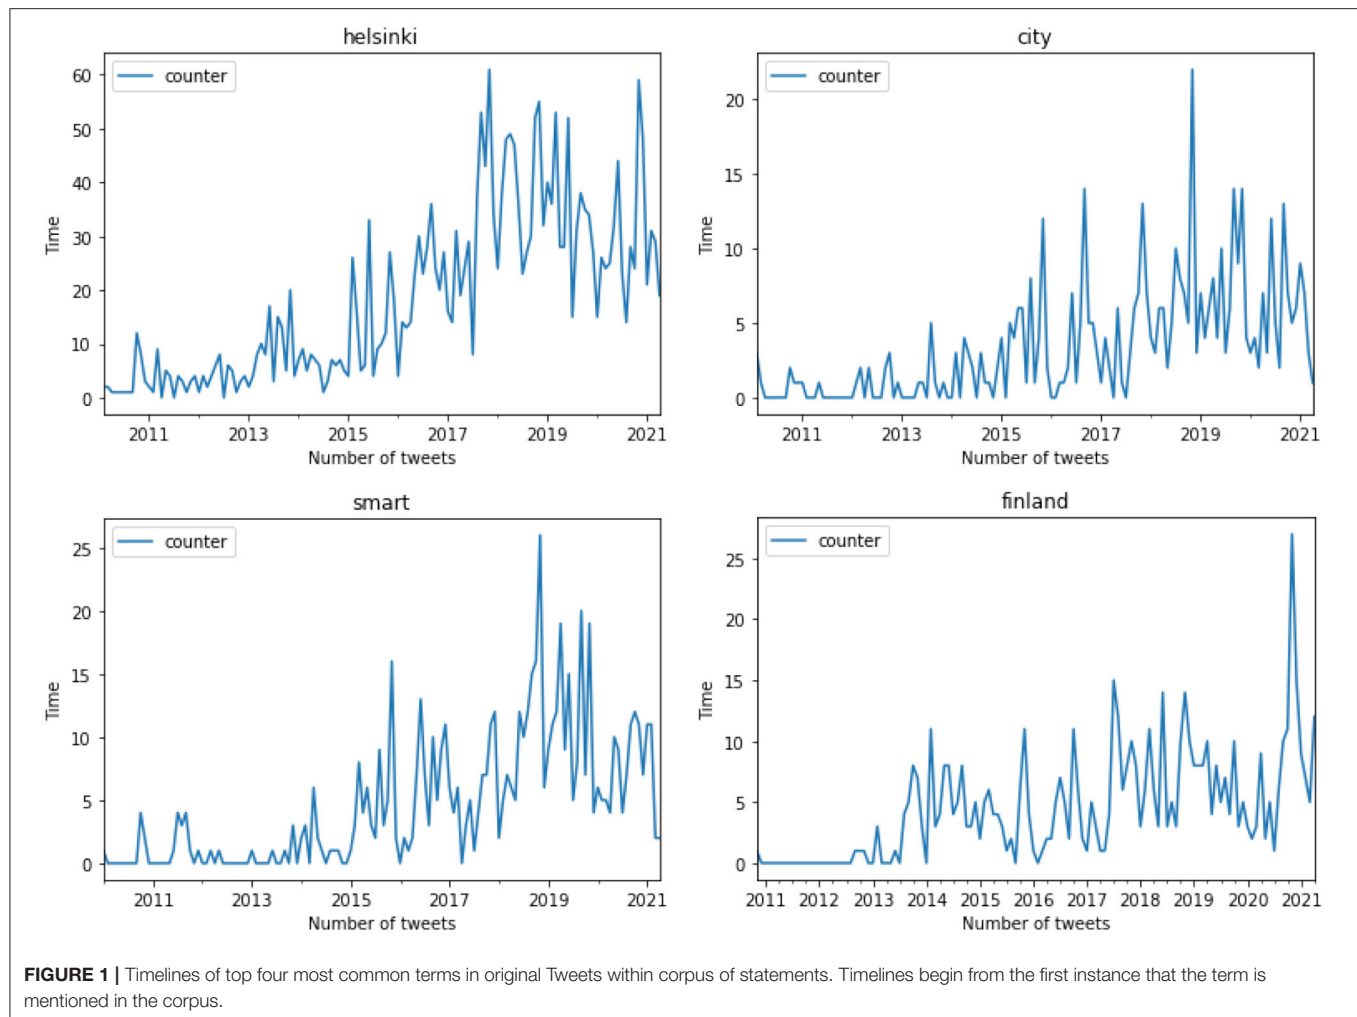 helsinki
counter
60
50
40
30
20
10
0
Time
2011 2013 2015 2017 2019 2021
Number of tweets
city
counter
20
15
10
5
0
Time
2011 2013 2015 2017 2019 2021
Number of tweets
smart
counter
25
20
15
10
5
0
Time
2011 2013 2015 2017 2019 2021
Number of tweets
finland
counter
25
20
15
10
5
0
Time
2011 2012 2013 2014 2015 2016 2017 2018 2019 2020 2021
Number of tweets
FIGURE 1 | Timelines of top four most common terms in original Tweets within corpus of statements. Timelines begin from the first instance that the term is
mentioned in the corpus.